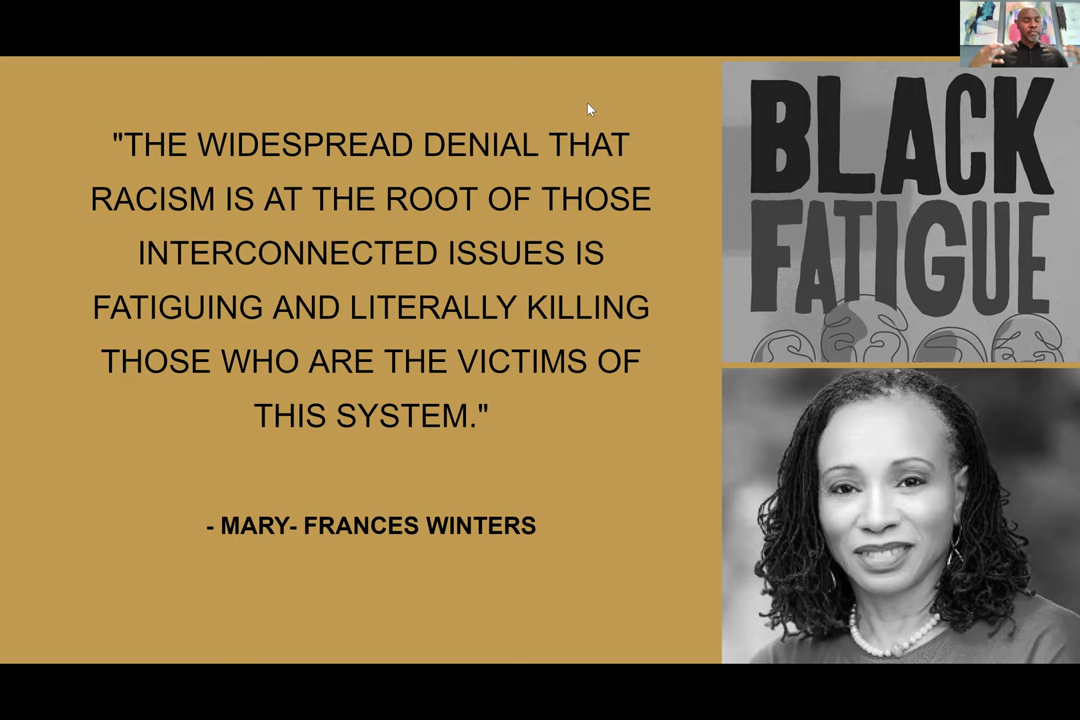 "THE WIDESPREAD DENIAL THAT
RACISM IS AT THE ROOT OF THOSE
INTERCONNECTED ISSUES IS
FATIGUING AND LITERALLY KILLING
THOSE WHO ARE THE VICTIMS OF
THIS SYSTEM."
- MARY- FRANCES WINTERS
BLACK
FATIGUE